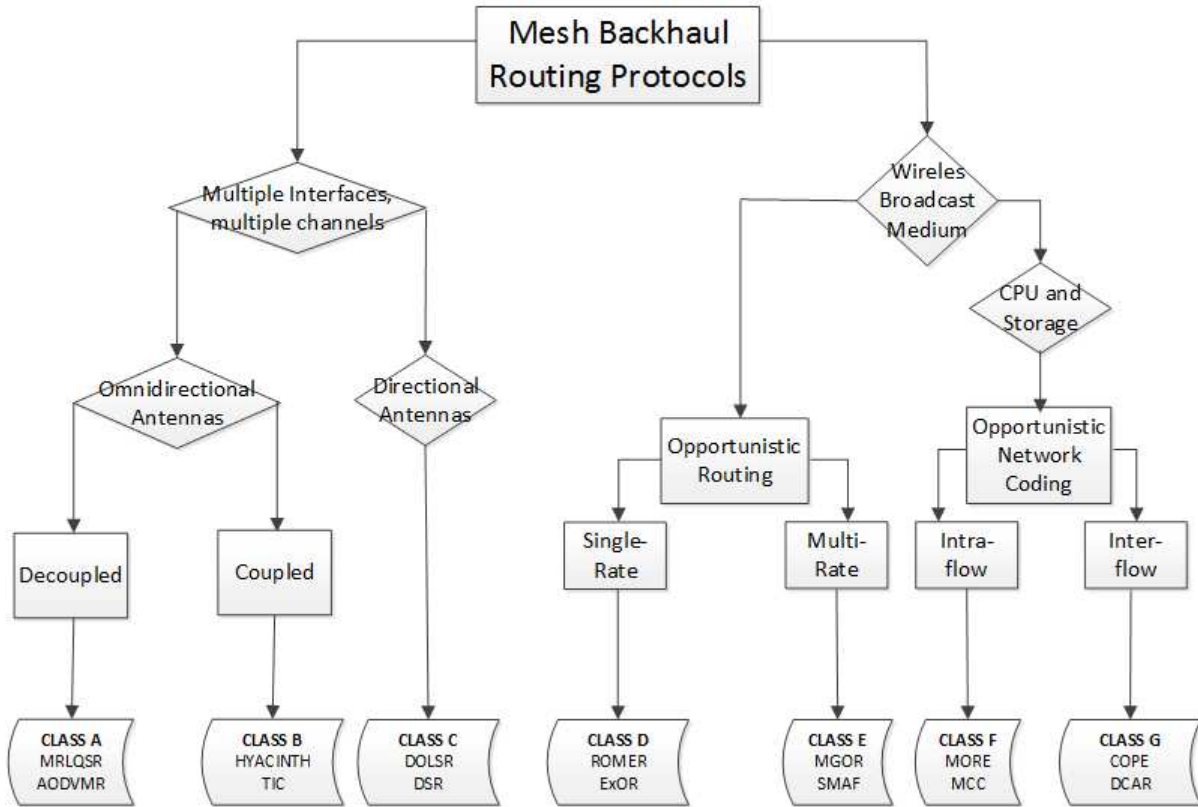 Mesh Backhaul
Routing Protocols
Multiple Interfaces,
multiple channels
Wireles
Broadcast
Medium
CPU and
Storage
Omnidirectional
Antennas
Directional
Antennas
Opportunistic
Routing
Opportunistic
Network
Coding
Decoupled
Coupled
Single-
Rate
Multi-
Rate
Intra-
flow
Inter-
flow
CLASS A
MRLQSR
AODVMR
CLASS B
HYACINTH
TIC
CLASS C
DOLSR
DSR
CLASS D
ROMER
ExOR
CLASS E
MGOR
SMAF
CLASS F
MORE
MCC
CLASS G
COPE
DCAR